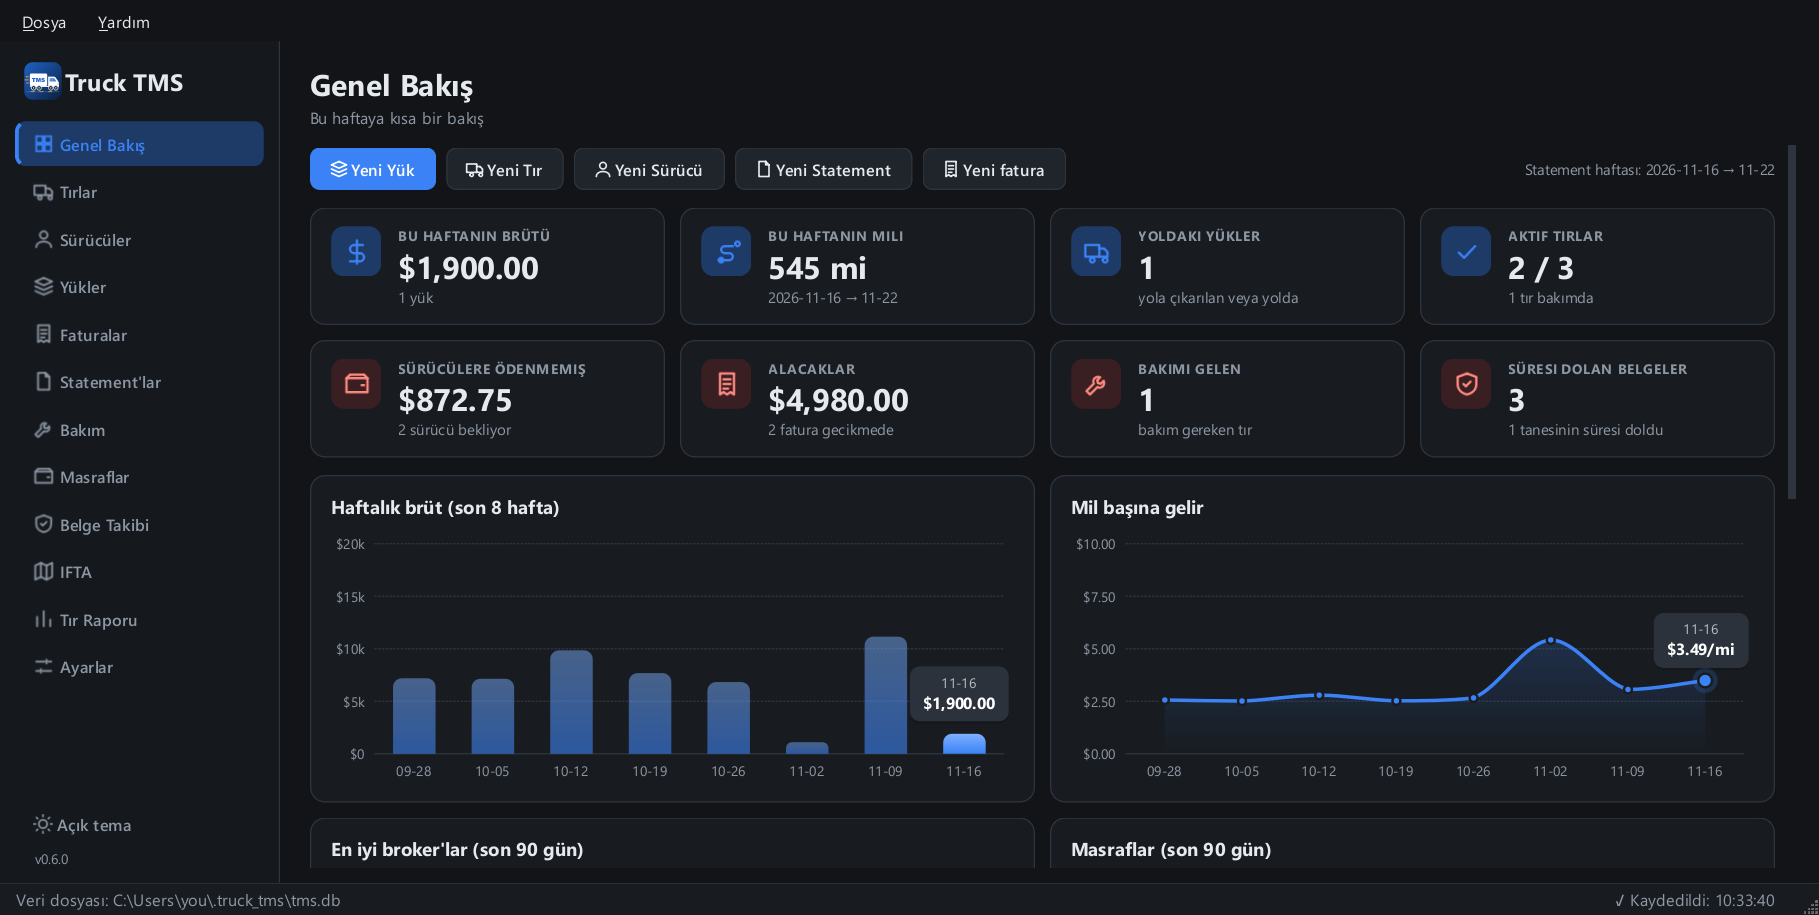 Dosya Yardım
TMS
Truck TMS
Genel Bakış
Tırlar
Sürücüler
Yükler
Faturalar
Statement'lar
Bakım
Masraflar
Belge Takibi
IFTA
Tır Raporu
Ayarlar
Açık tema
v0.6.0
Genel Bakış
Bu haftaya kısa bir bakış
Yeni Yük Yeni Tır Yeni Sürücü Yeni Statement Yeni fatura
Statement haftası: 2026-11-16 → 11-22
BU HAFTANIN BRÜTÜ
$1,900.00
1 yük
BU HAFTANIN MILI
545 mi
2026-11-16 → 11-22
YOLDAKI YÜKLER
1
yola çıkarılan veya yolda
AKTIF TIRLAR
2 / 3
1 tır bakımda
SÜRÜCÜLERE ÖDENMEMIŞ
$872.75
2 sürücü bekliyor
ALACAKLAR
$4,980.00
2 fatura gecikmede
BAKIMI GELEN
1
bakım gereken tır
SÜRESI DOLAN BELGELER
3
1 tanesinin süresi doldu
Haftalık brüt (son 8 hafta)
$20k
$15k
$10k
$5k
$0
11-16
$1,900.00
09-28 10-05 10-12 10-19 10-26 11-02 11-09 11-16
Mil başına gelir
$10.00
$7.50
$5.00
$2.50
$0.00
11-16
$3.49/mi
09-28 10-05 10-12 10-19 10-26 11-02 11-09 11-16
En iyi broker'lar (son 90 gün)
Masraflar (son 90 gün)
Veri dosyası: C:\Users\you\.truck_tms\tms.db
✓ Kaydedildi: 10:33:40